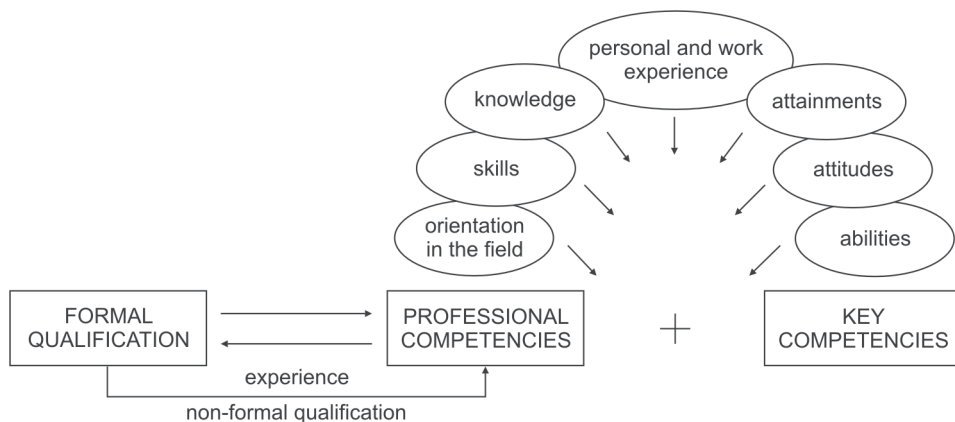 personal and work
experience
knowledge
attainments
skills
attitudes
orientation
in the field
abilities
FORMAL
QUALIFICATION
PROFESSIONAL
COMPETENCIES
+
KEY
COMPETENCIES
experience
non-formal qualification